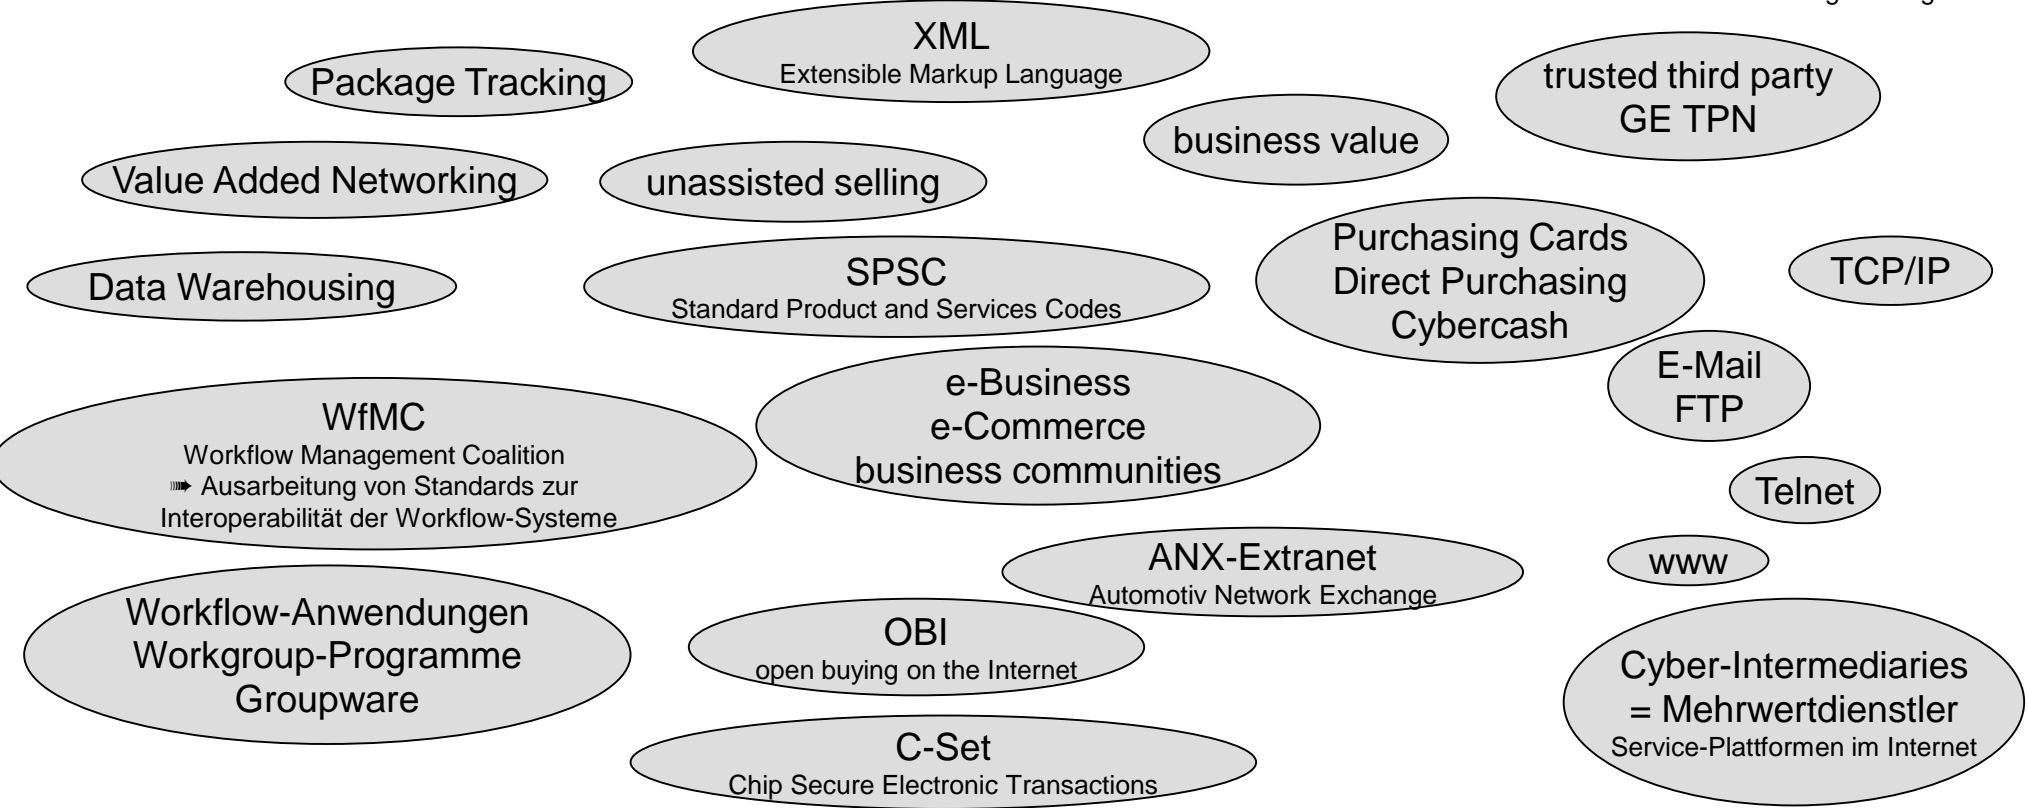 XML
Extensible Markup Language
Package Tracking
trusted third party
GE TPN
business value
Value Added Networking
unassisted selling
Purchasing Cards
Direct Purchasing
Cybercash
Data Warehousing
SPSC
Standard Product and Services Codes
TCP/IP
E-Mail
FTP
e-Business
e-Commerce
business communities
WfMC
Workflow Management Coalition
➠ Ausarbeitung von Standards zur
Interoperabilität der Workflow-Systeme
Telnet
ANX-Extranet
Automotiv Network Exchange
www
Workflow-Anwendungen
Workgroup-Programme
Groupware
OBI
open buying on the Internet
Cyber-Intermediaries
= Mehrwertdienstler
Service-Plattformen im Internet
C-Set
Chip Secure Electronic Transactions